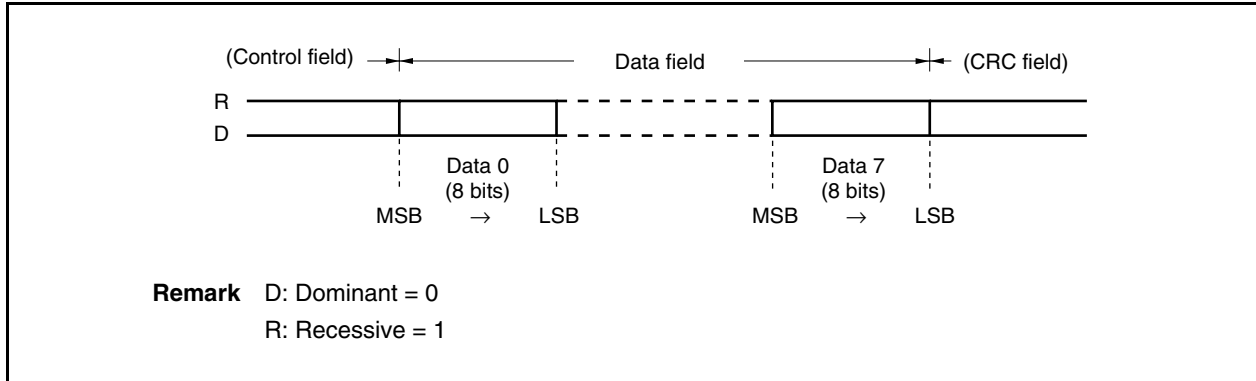 (Control field) Data field (CRC field)
R
D
Data 0 Data 7
(8 bits) (8 bits)
MSB → LSB MSB → LSB
Remark D: Dominant = 0
R: Recessive = 1